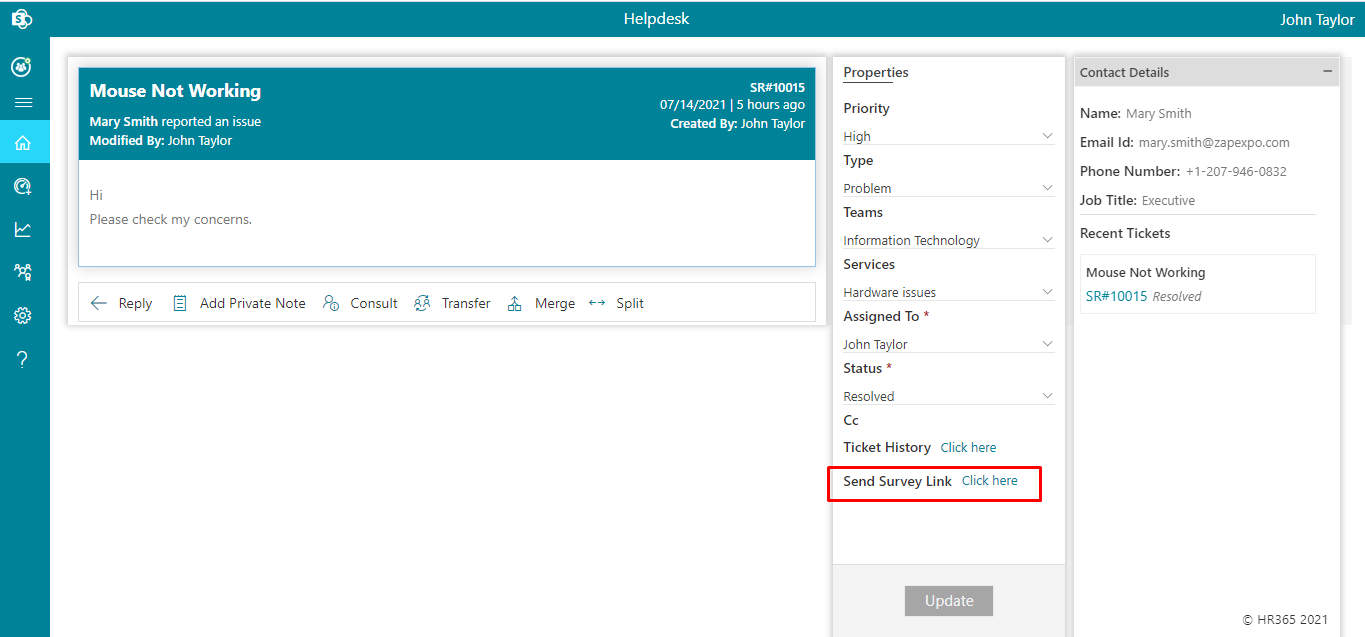 Helpdesk
John Taylor
Mouse Not Working
SR#10015
07/14/2021 | 5 hours ago
Mary Smith reported an issue
Created By: John Taylor
Modified By: John Taylor
Hi
Please check my concerns.
Reply
Add Private Note
Consult
Transfer
Merge
Split
Properties
Priority
High
Type
Problem
Teams
Information Technology
Services
Hardware issues
Assigned To *
John Taylor
Status *
Resolved
Cc
Ticket History Click here
Send Survey Link Click here
Update
Contact Details
Name: Mary Smith
Email Id: mary.smith@zapexpo.com
Phone Number: +1-207-946-0832
Job Title: Executive
Recent Tickets
Mouse Not Working
SR#10015 Resolved
© HR365 2021